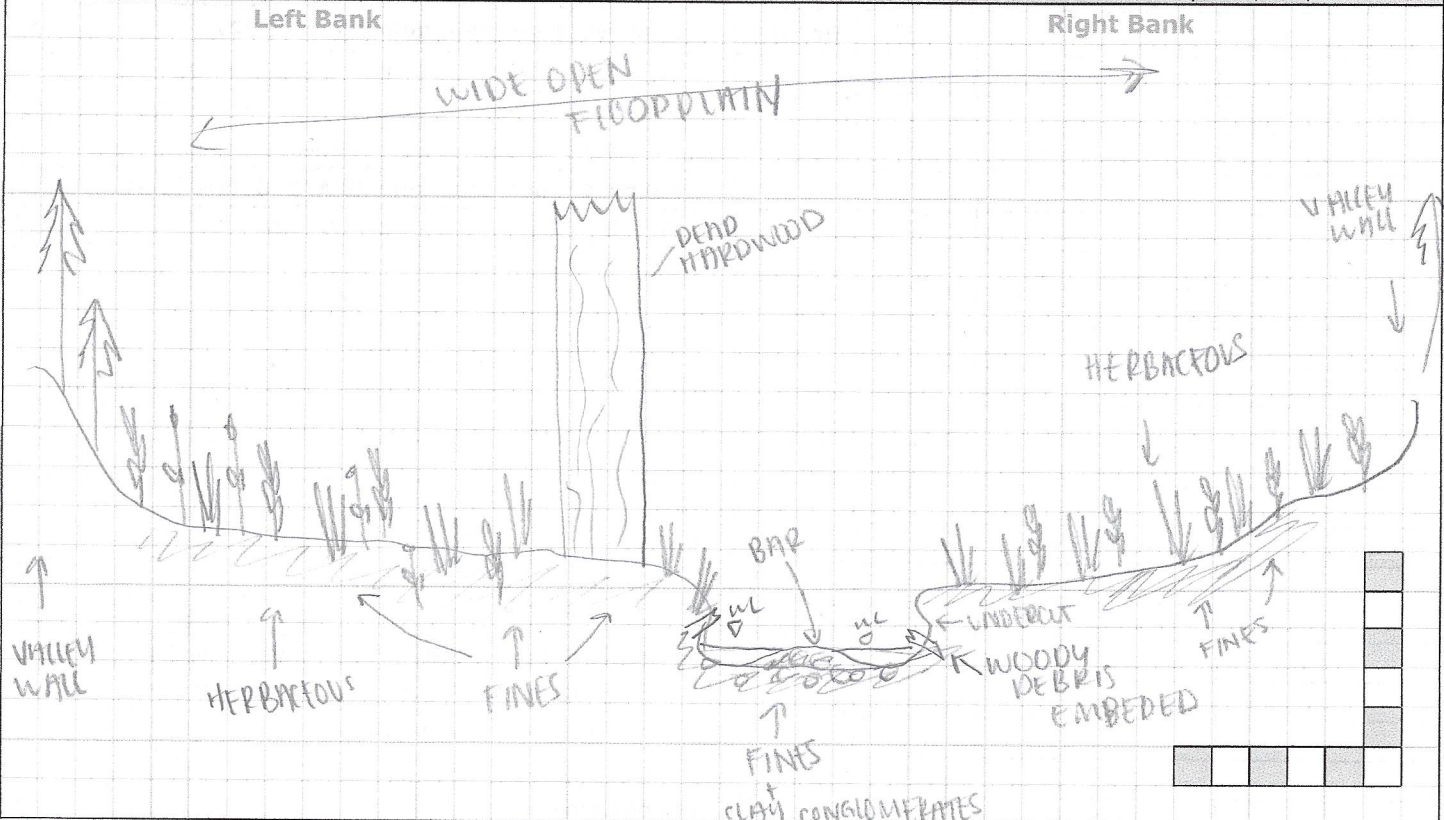 Left Bank
Right Bank
WIDE OPEN
FLOODPLAIN
DEAD
HARDWOOD
VALLEY
WALL
HERBACEOUS
BAR
WL
WL
UNDERCUT
WOODY
DEBRIS
EMBEDED
FINES
VALLEY
WALL
HERBACEOUS
FINES
FINES
+
CLAY CONGLOMERATES